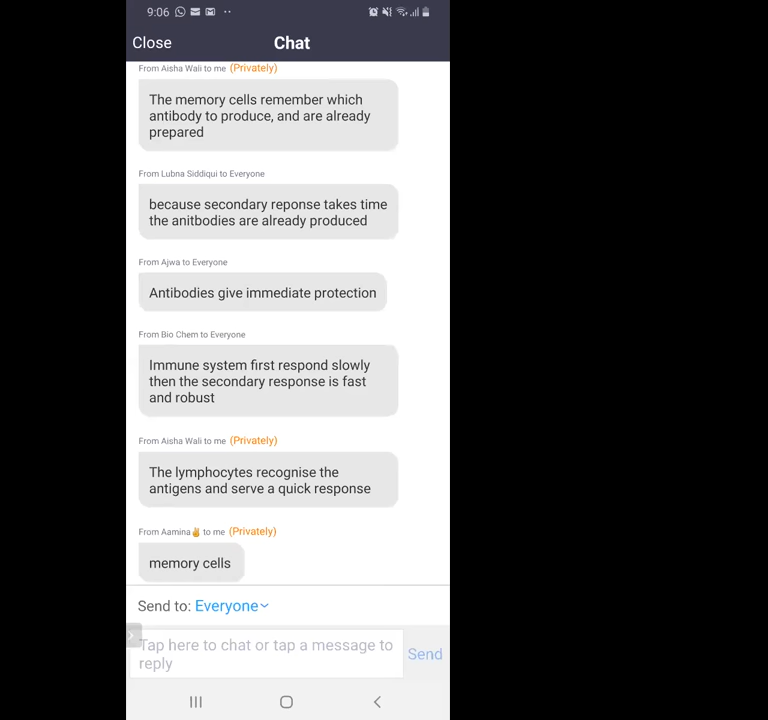 9:06
Close Chat
From Aisha Wali to me (Privately)
The memory cells remember which
antibody to produce, and are already
prepared
From Lubna Siddiqui to Everyone
because secondary reponse takes time
the anitbodies are already produced
From Ajwa to Everyone
Antibodies give immediate protection
From Bio Chem to Everyone
Immune system first respond slowly
then the secondary response is fast
and robust
From Aisha Wali to me (Privately)
The lymphocytes recognise the
antigens and serve a quick response
From Aamina✌️ to me (Privately)
memory cells
Send to: Everyone
Tap here to chat or tap a message to
reply
Send